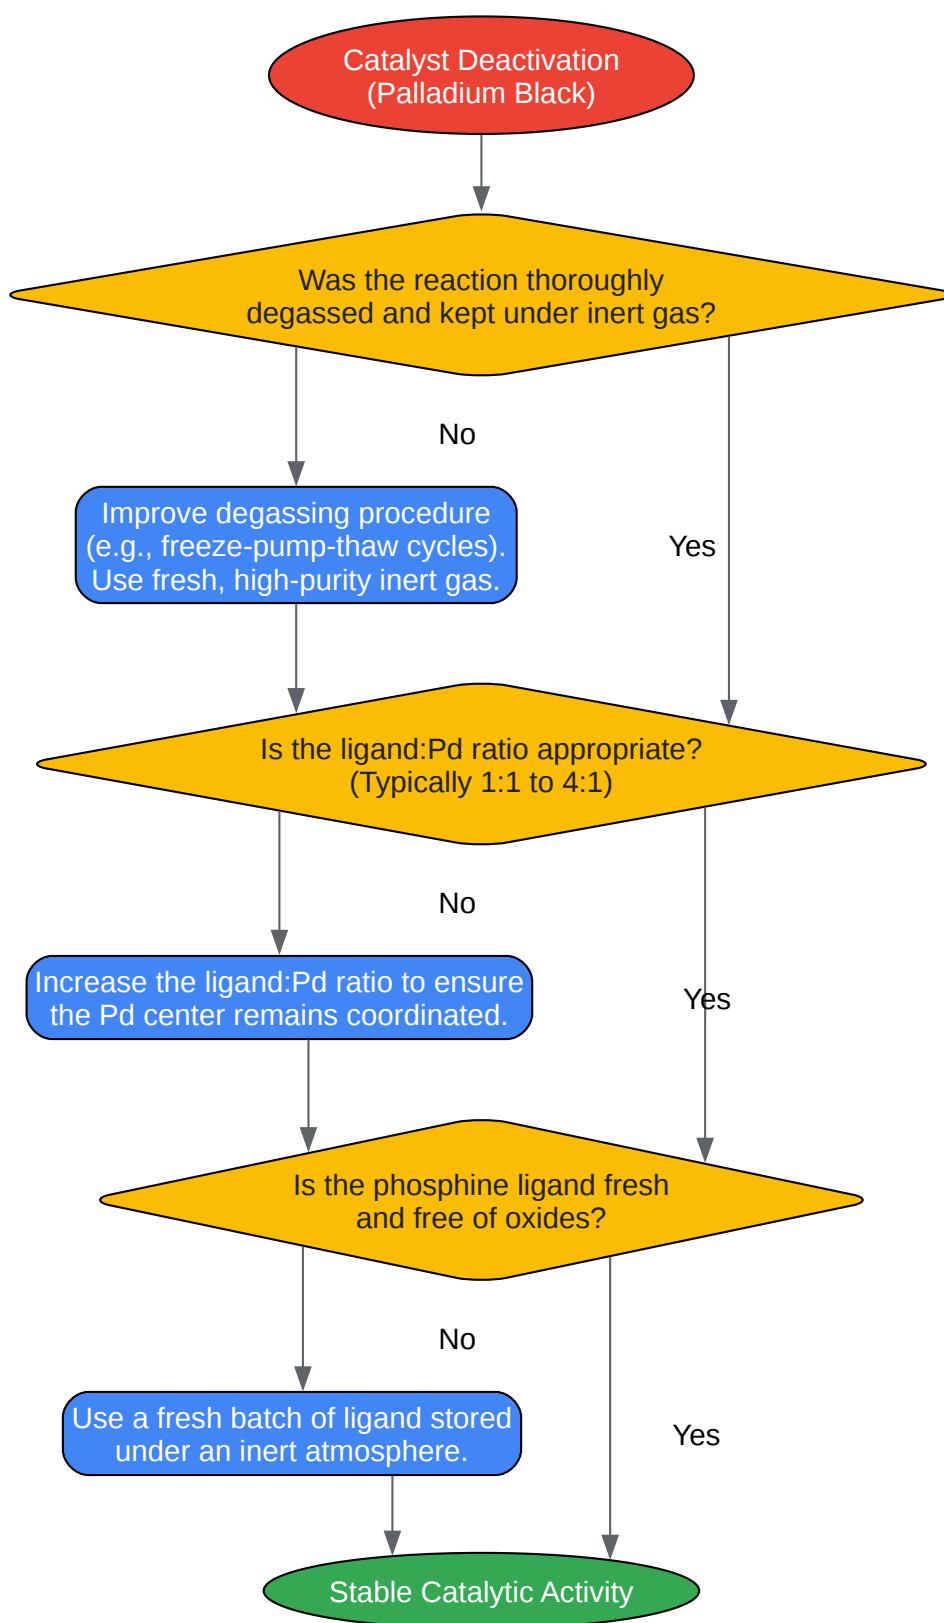 Catalyst Deactivation
(Palladium Black)
Was the reaction thoroughly
degassed and kept under inert gas?
No
Improve degassing procedure
(e.g., freeze-pump-thaw cycles).
Use fresh, high-purity inert gas.
Yes
Is the ligand:Pd ratio appropriate?
(Typically 1:1 to 4:1)
No
Increase the ligand:Pd ratio to ensure
the Pd center remains coordinated.
Yes
Is the phosphine ligand fresh
and free of oxides?
No
Use a fresh batch of ligand stored
under an inert atmosphere.
Yes
Stable Catalytic Activity